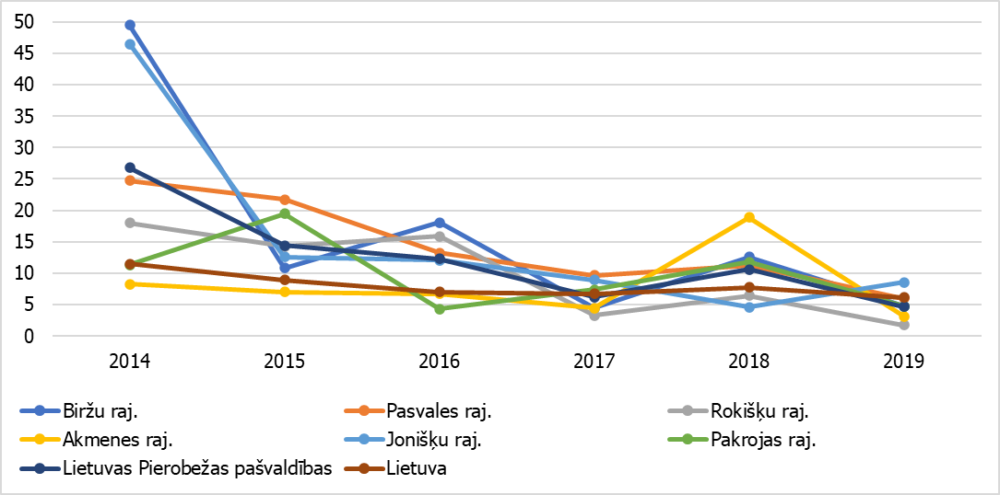 50
45
40
35
30
25
20
15
10
5
0
2014 2015 2016 2017 2018 2019
Biržu raj. Pasvales raj. Rokišķu raj.
Akmenes raj. Jonišķu raj. Pakrojas raj.
Lietuvas Pierobežas pašvaldības Lietuva